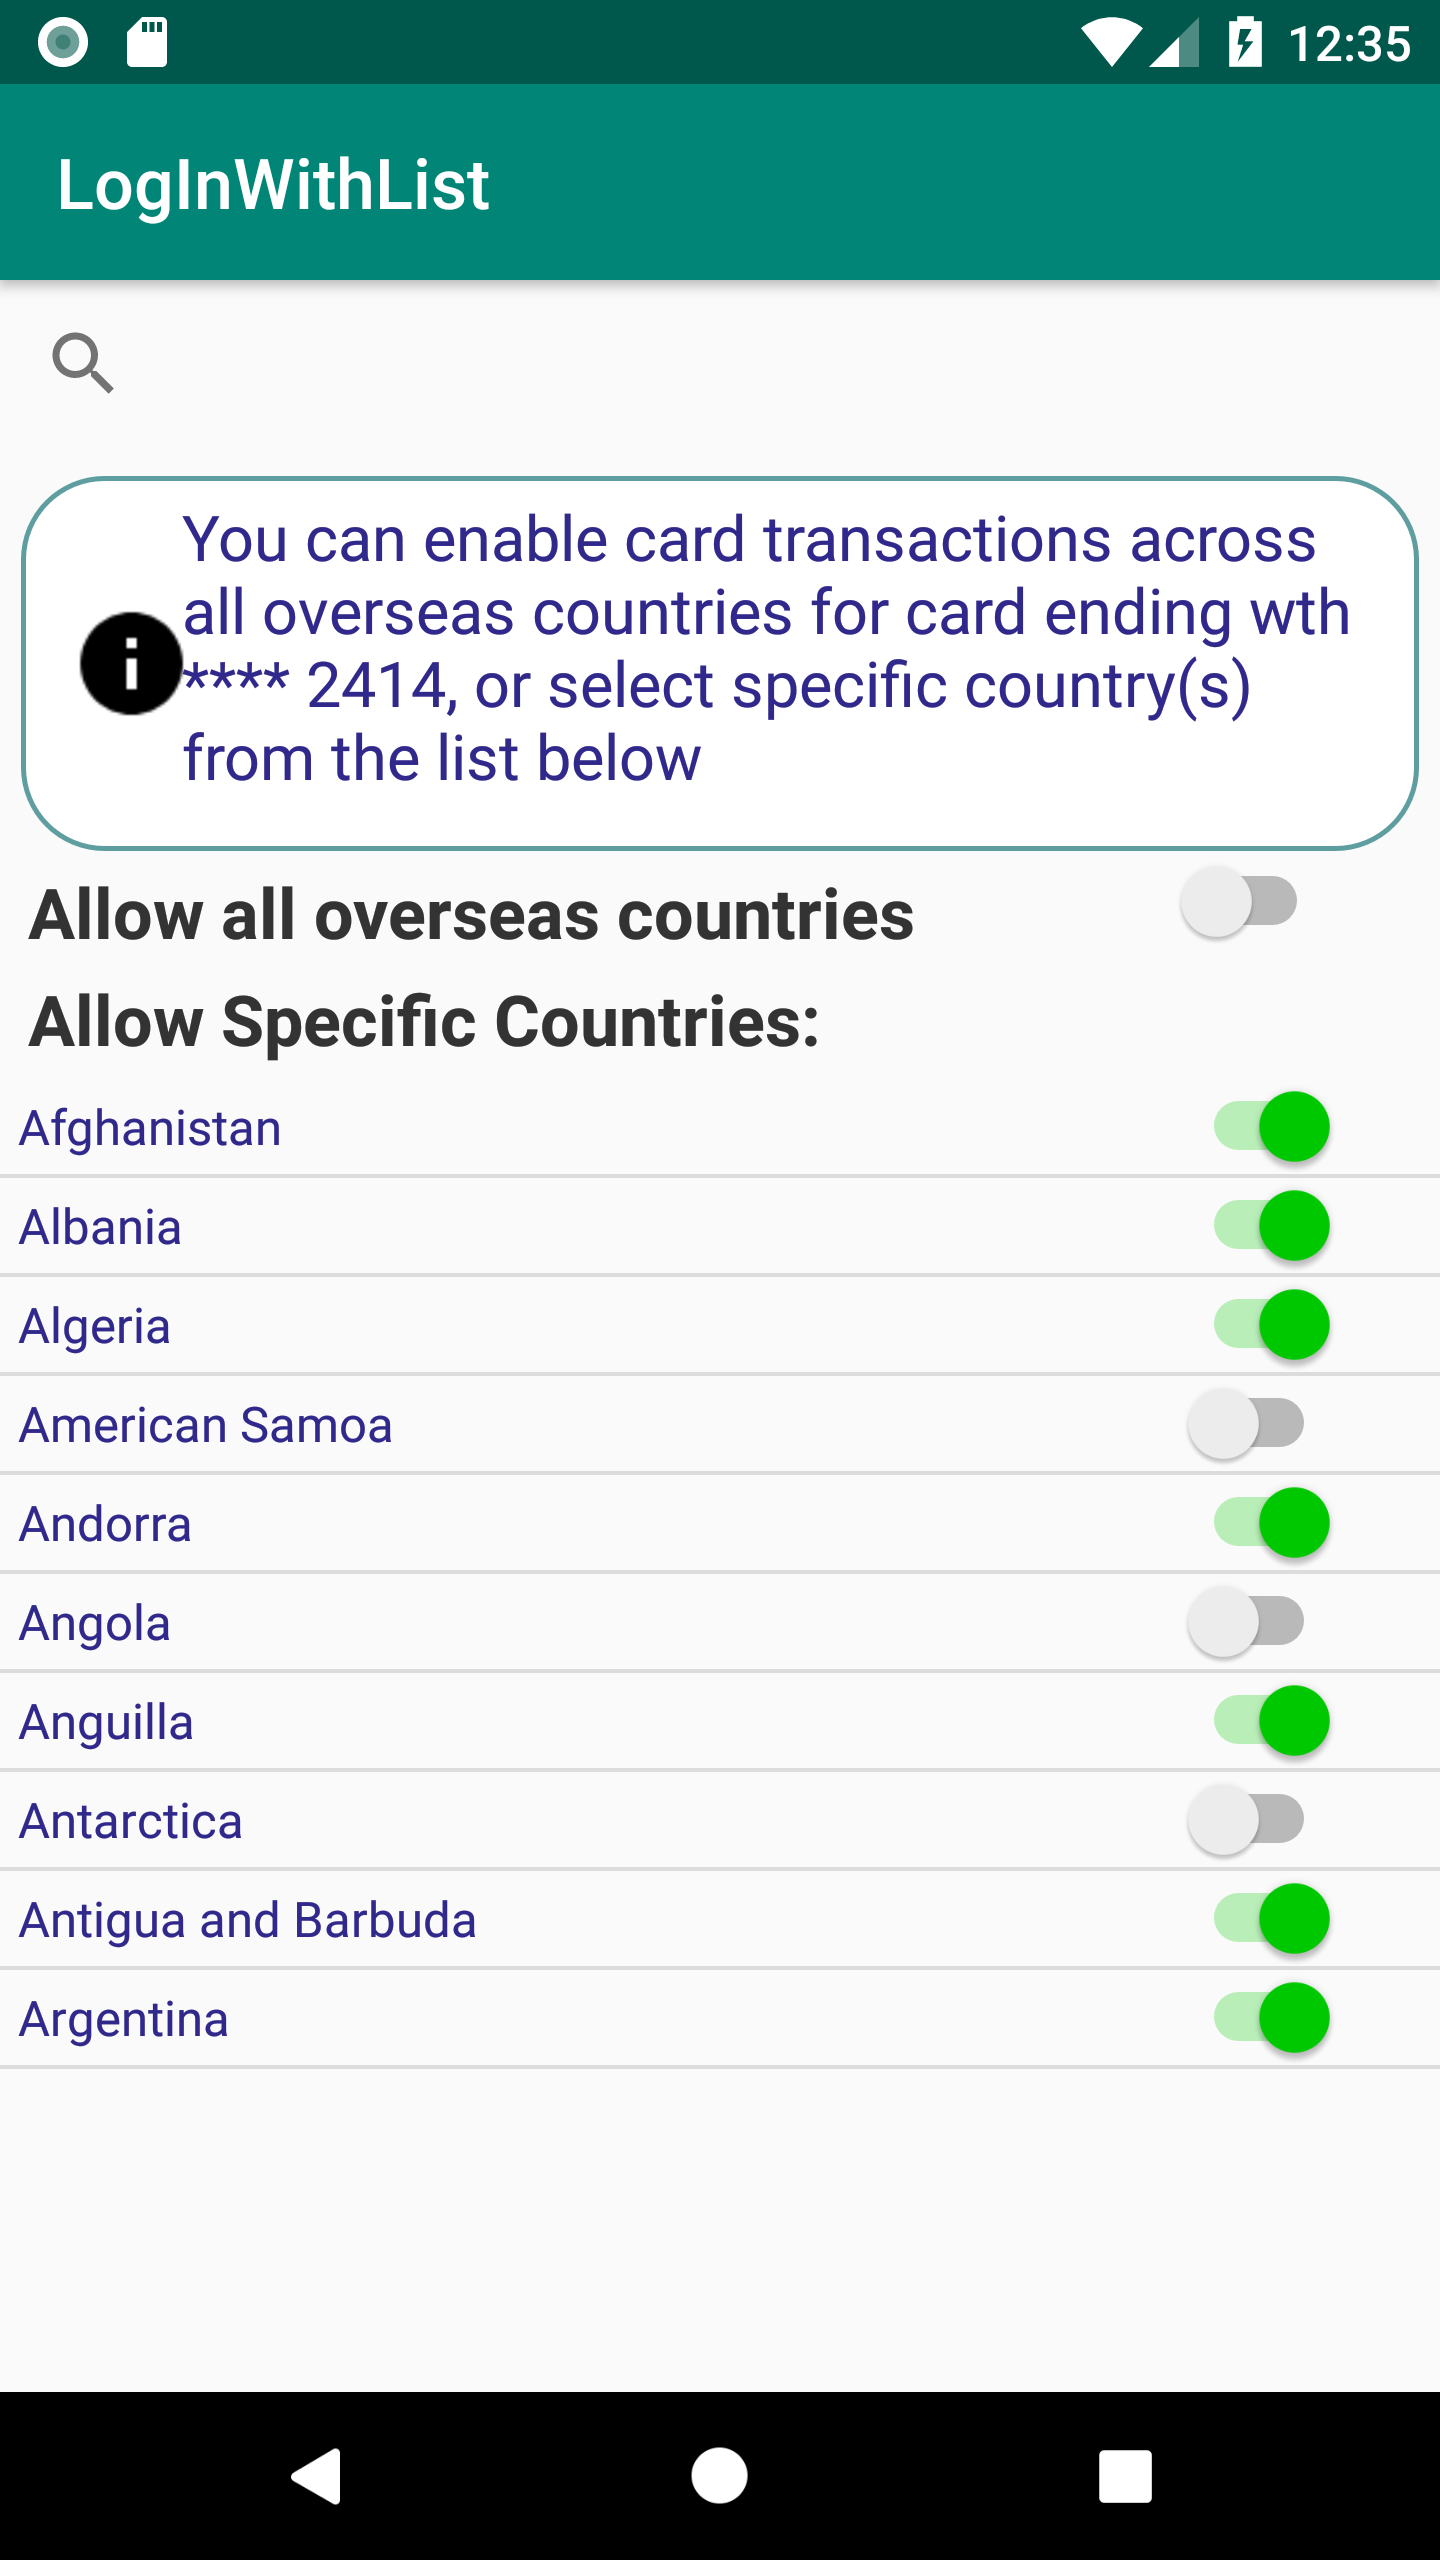 12:35
LogInWithList
You can enable card transactions across
all overseas countries for card ending wth
**** 2414, or select specific country(s)
from the list below
Allow all overseas countries
Allow Specific Countries:
Afghanistan
Albania
Algeria
American Samoa
Andorra
Angola
Anguilla
Antarctica
Antigua and Barbuda
Argentina